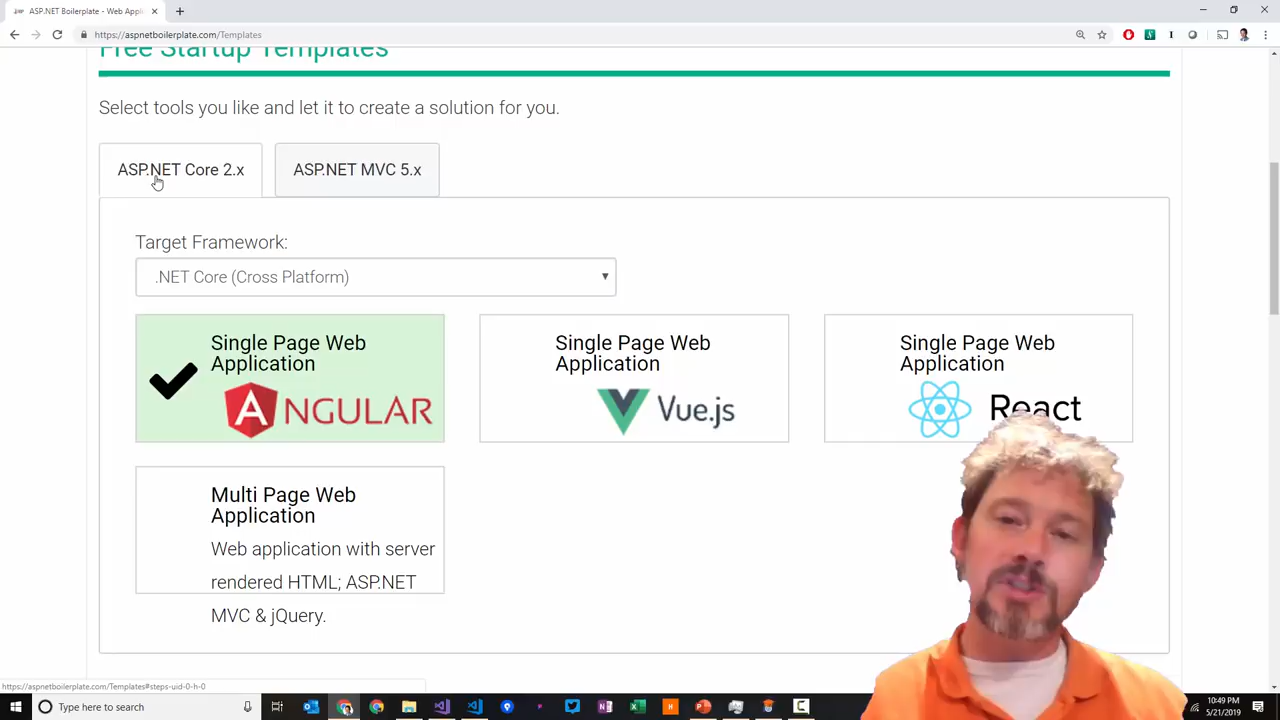 ASP.NET Boilerplate - Web Appli
https://aspnetboilerplate.com/Templates
Free Startup Templates
Select tools you like and let it to create a solution for you.
ASP.NET Core 2.x
ASP.NET MVC 5.x
Target Framework:
.NET Core (Cross Platform)
Single Page Web
Application
ANGULAR
Single Page Web
Application
Vue.js
Single Page Web
Application
React
Multi Page Web
Application
Web application with server
rendered HTML; ASP.NET
MVC & jQuery.
https://aspnetboilerplate.com/Templates#steps-uid-0-h-0
Type here to search
10:49 PM
5/21/2019